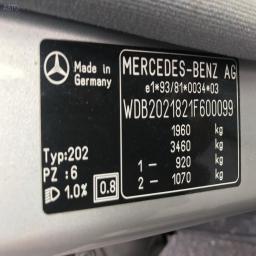 Made in
Germany
MERCEDES-BENZ AG
e1*93/81*0034*03
WDB2021821F600099
1960 kg
3460 kg
1 — 920 kg
2 — 1070 kg
Typ:202
PZ :6
1.0% 0.8